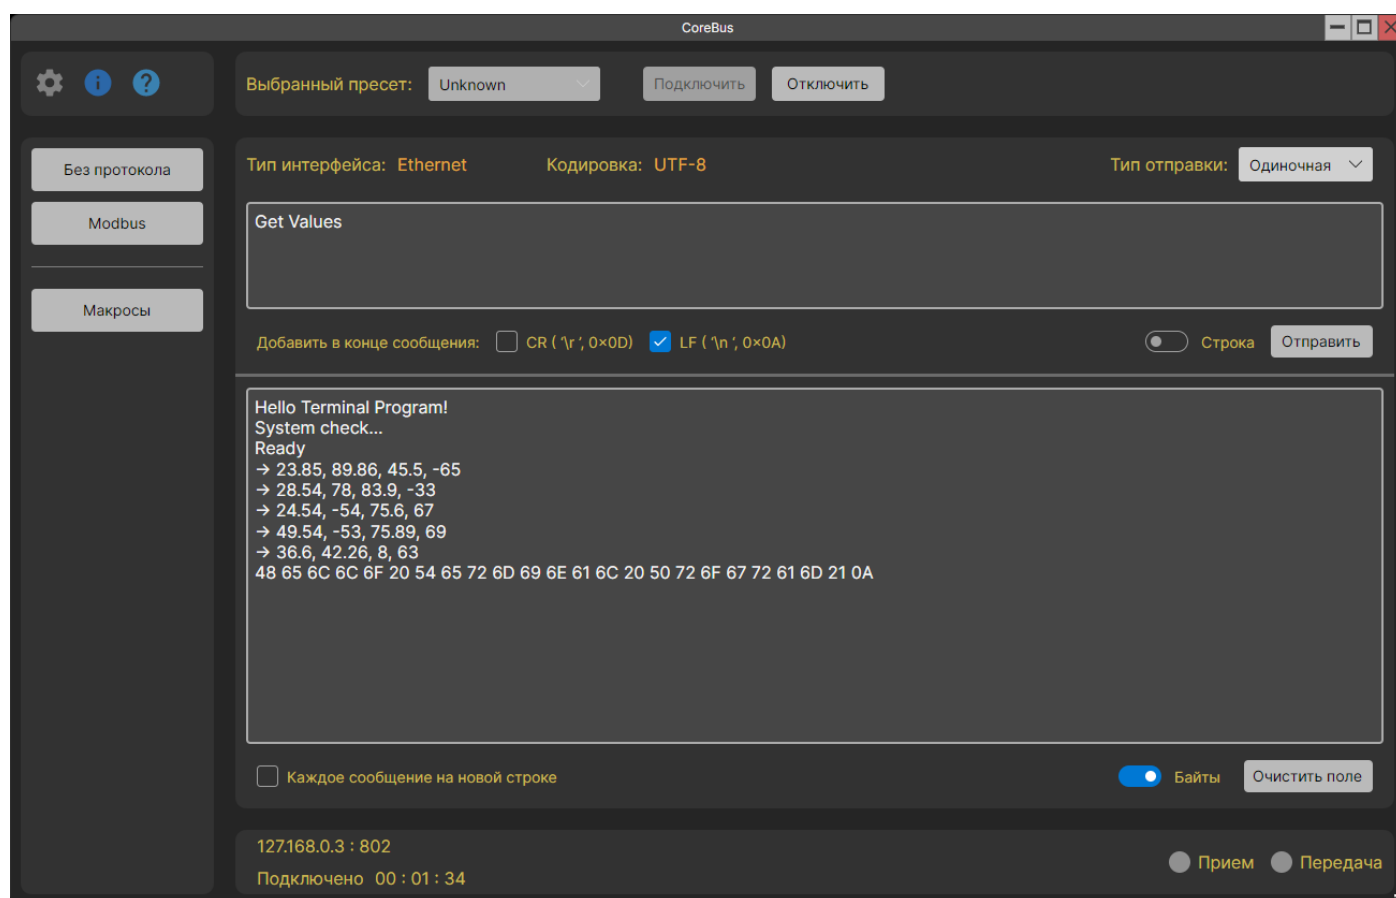 CoreBus
Выбранный пресет: Unknown Подключить Отключить
Без протокола
Modbus
Макросы
Тип интерфейса: Ethernet Кодировка: UTF-8 Тип отправки: Одиночная
Get Values
Добавить в конце сообщения: CR ( '\r ', 0×0D) LF ( '\n ', 0×0A) Строка Отправить
Hello Terminal Program!
System check...
Ready
→ 23.85, 89.86, 45.5, -65
→ 28.54, 78, 83.9, -33
→ 24.54, -54, 75.6, 67
→ 49.54, -53, 75.89, 69
→ 36.6, 42.26, 8, 63
48 65 6C 6C 6F 20 54 65 72 6D 69 6E 61 6C 20 50 72 6F 67 72 61 6D 21 0A
Каждое сообщение на новой строке Байты Очистить поле
127.168.0.3 : 802
Подключено 00 : 01 : 34
Прием Передача